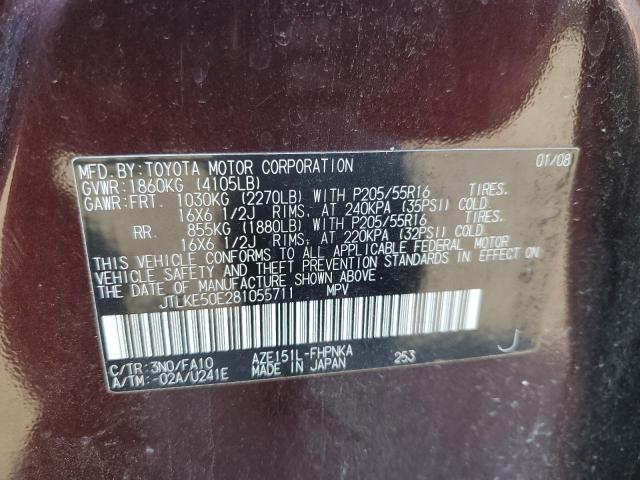 MFD. BY: TOYOTA MOTOR CORPORATION 01/08
GVWR: 1860KG (4105LB)
GAWR: FRT. 1030KG (2270LB) WITH P205/55R16 TIRES.
16X6 1/2J RIMS. AT 240KPA (35PSI) COLD.
RR. 855KG (1880LB) WITH P205/55R16 TIRES.
16X6 1/2J RIMS. AT 220KPA (32PSI) COLD.
THIS VEHICLE CONFORMS TO ALL APPLICABLE FEDERAL MOTOR
VEHICLE SAFETY AND THEFT PREVENTION STANDARDS IN EFFECT ON
THE DATE OF MANUFACTURE SHOWN ABOVE.
JTLKE50E281055711 MPV
C/TR: 3N0/FA10 AZE151L-FHPNKA 253
A/TM: -02A/U241E MADE IN JAPAN J